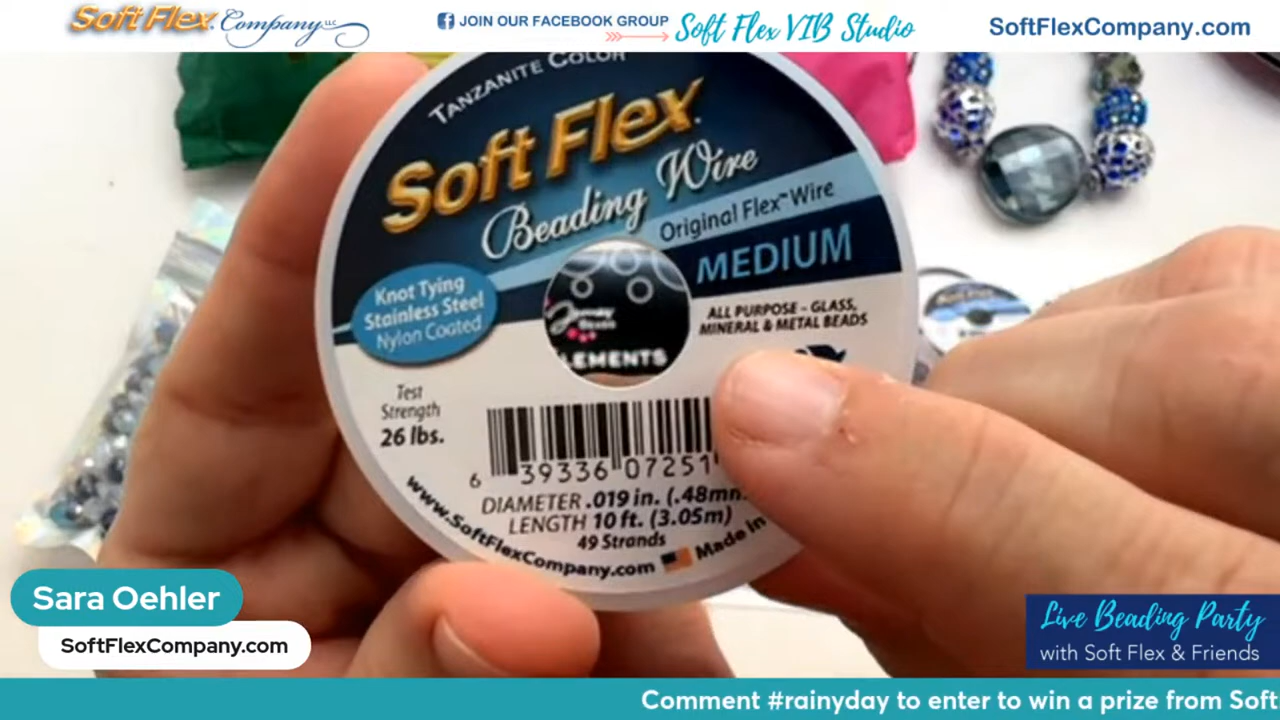 Soft Flex Company LLC
JOIN OUR FACEBOOK GROUP
Soft Flex VIB Studio
SoftFlexCompany.com
TANZANITE COLOR
Soft Flex
Beading Wire
Original Flex™ Wire
MEDIUM
Knot Tying
Stainless Steel
Nylon Coated
ALL PURPOSE – GLASS,
MINERAL & METAL BEADS
ELEMENTS
Test
Strength
26 lbs.
6 39336 07251
DIAMETER .019 in. (.48mm
LENGTH 10 ft. (3.05m)
49 Strands
www.SoftFlexCompany.com
Made in
Sara Oehler
SoftFlexCompany.com
Live Beading Party
with Soft Flex & Friends
Comment #rainyday to enter to win a prize from Soft